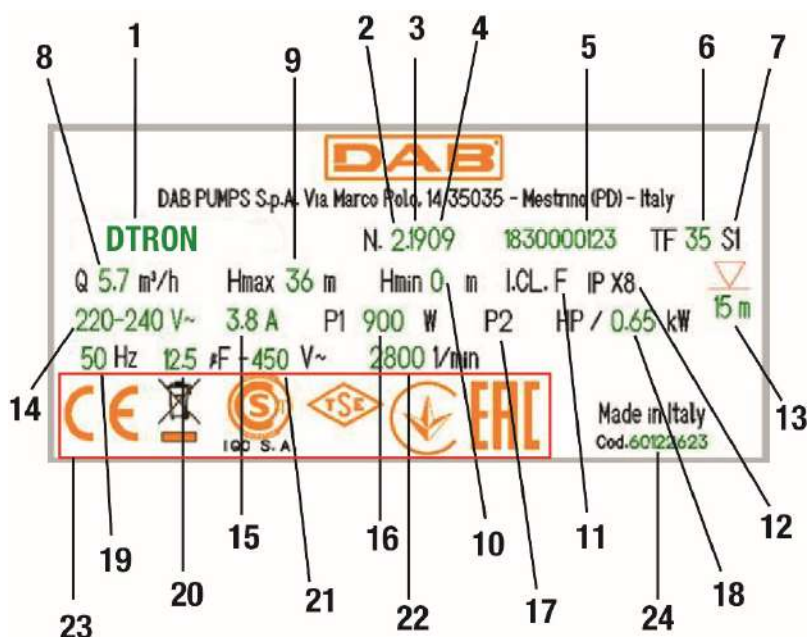 1 2 3 4 5 6 7
8 9
DAB
DAB PUMPS S.p.A. Via Marco Polo, 14 35035 - Mestrino (PD) - Italy
DTRON N. 2.1909 1830000123 TF 35 S1
Q 5.7 m³/h Hmax 36 m Hmin 0 m I.CL. F IP X8
220-240 V~ 3.8 A P1 900 W P2 HP / 0.65 kW 15 m
50 Hz 12.5 µF - 450 V~ 2800 1/min
14 13
CE S TSE EAC Made in Italy
IQC S.A Cod.60122623
19 15 16 10 11 12
20 21 22 17 18
23 24